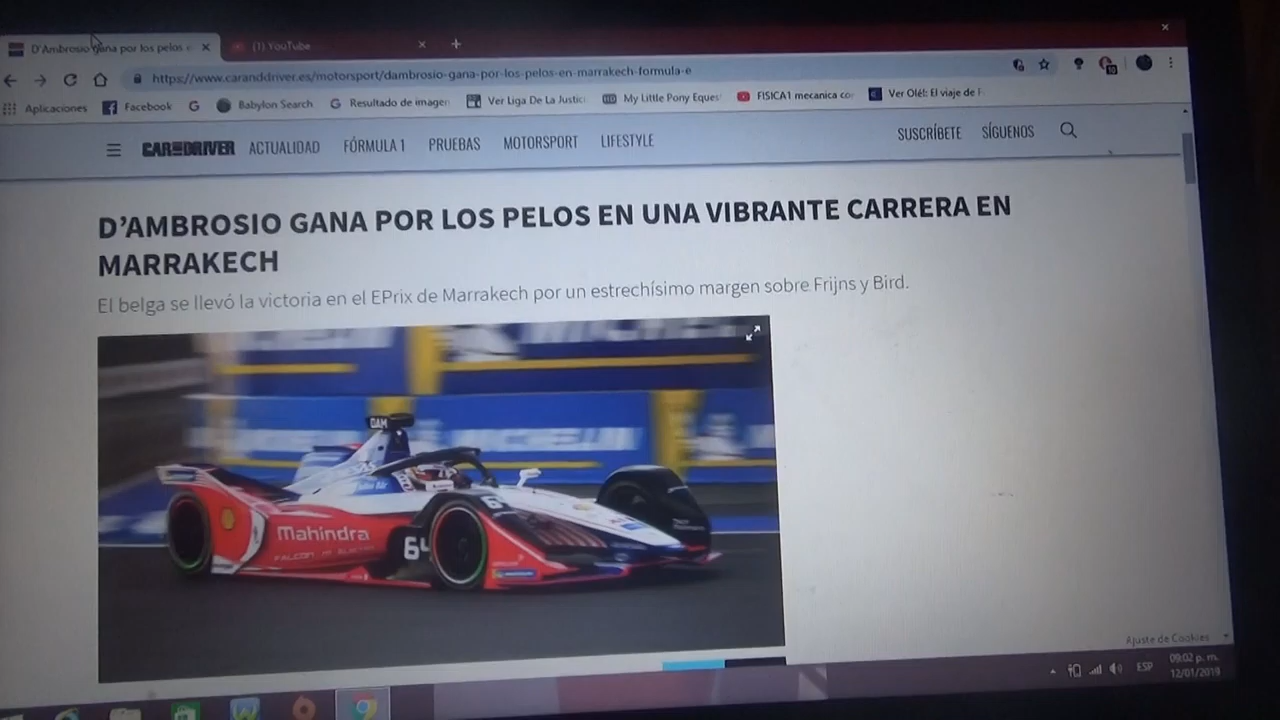 D'Ambrosio gana por los pelos e
(1) YouTube
https://www.caranddriver.es/motorsport/dambrosio-gana-por-los-pelos-en-marrakech-formula-e
Aplicaciones Facebook Babylon Search Resultado de imagen Ver Liga De La Justici My Little Pony Eques FISICA1 mecanica co Ver Olé!: El viaje de F
CAR AND DRIVER ACTUALIDAD FÓRMULA 1 PRUEBAS MOTORSPORT LIFESTYLE SUSCRÍBETE SÍGUENOS
D'AMBROSIO GANA POR LOS PELOS EN UNA VIBRANTE CARRERA EN
MARRAKECH
El belga se llevó la victoria en el EPrix de Marrakech por un estrechísimo margen sobre Frijns y Bird.
MICHELIN
DAM
Mahindra
64
Ajuste de Cookies
ESP
09:02 p. m.
12/01/2019